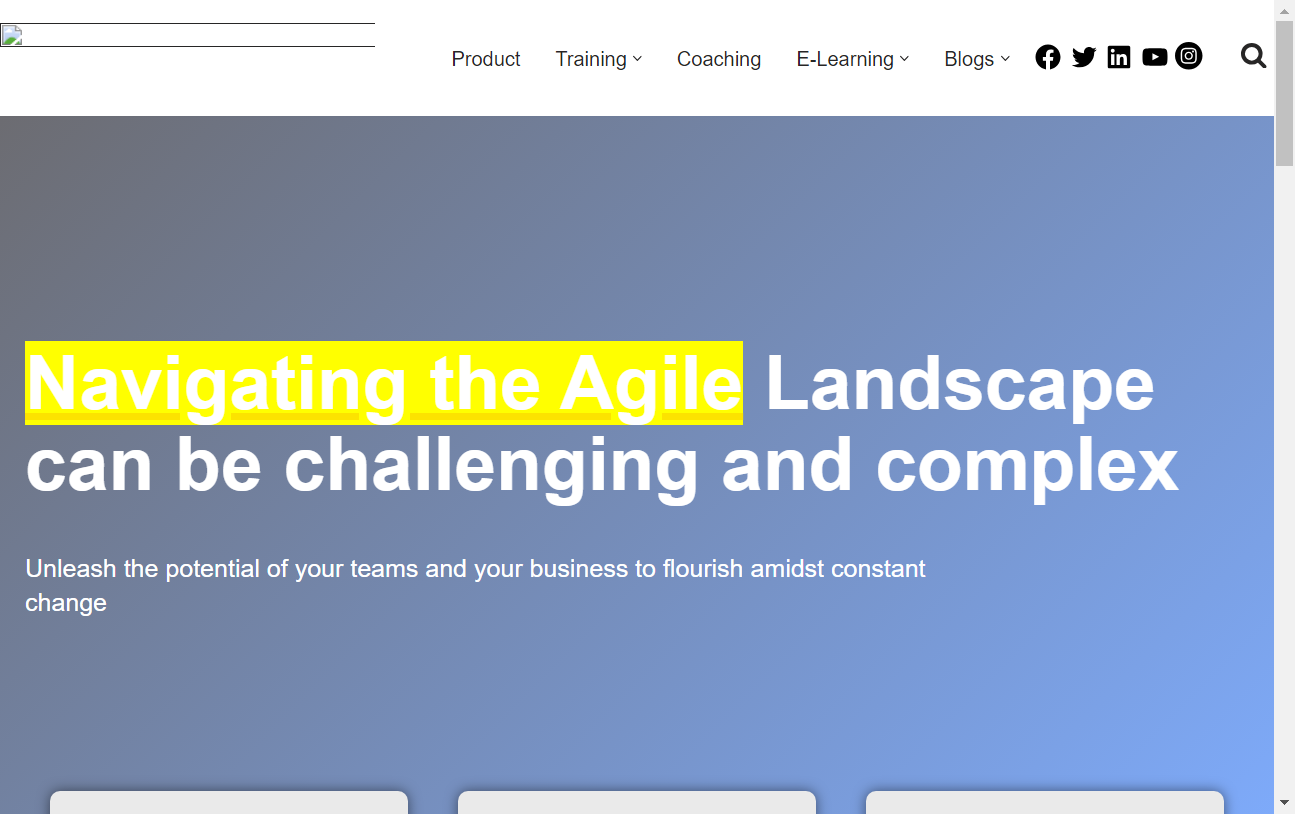 Product Training Coaching E-Learning Blogs
Navigating the Agile Landscape
can be challenging and complex
Unleash the potential of your teams and your business to flourish amidst constant
change